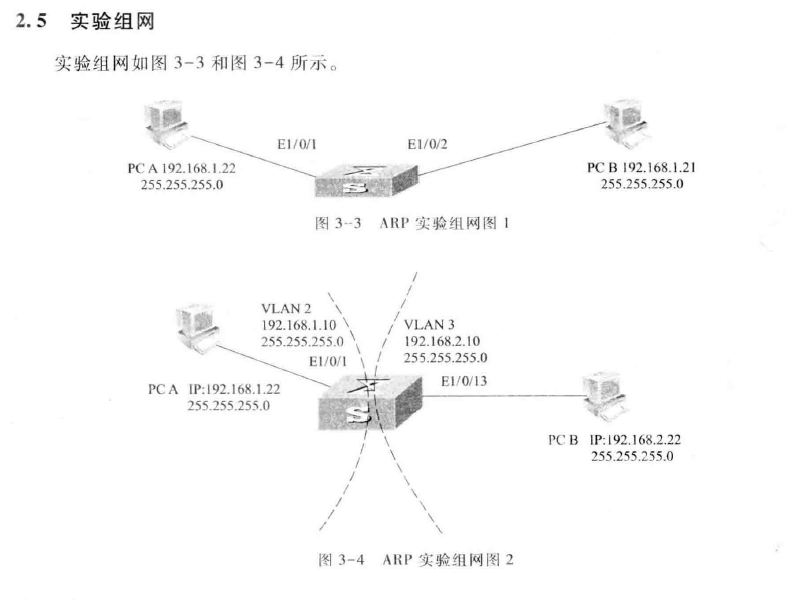 2.5 实验组网
实验组网如图 3-3 和图 3-4 所示。
E1/0/1
E1/0/2
PC A 192.168.1.22
255.255.255.0
PC B 192.168.1.21
255.255.255.0
S
图 3-3 ARP 实验组网图 1
VLAN 2
192.168.1.10
255.255.255.0
E1/0/1
VLAN 3
192.168.2.10
255.255.255.0
E1/0/13
PC A IP:192.168.1.22
255.255.255.0
S
PC B IP:192.168.2.22
255.255.255.0
图 3-4 ARP 实验组网图 2